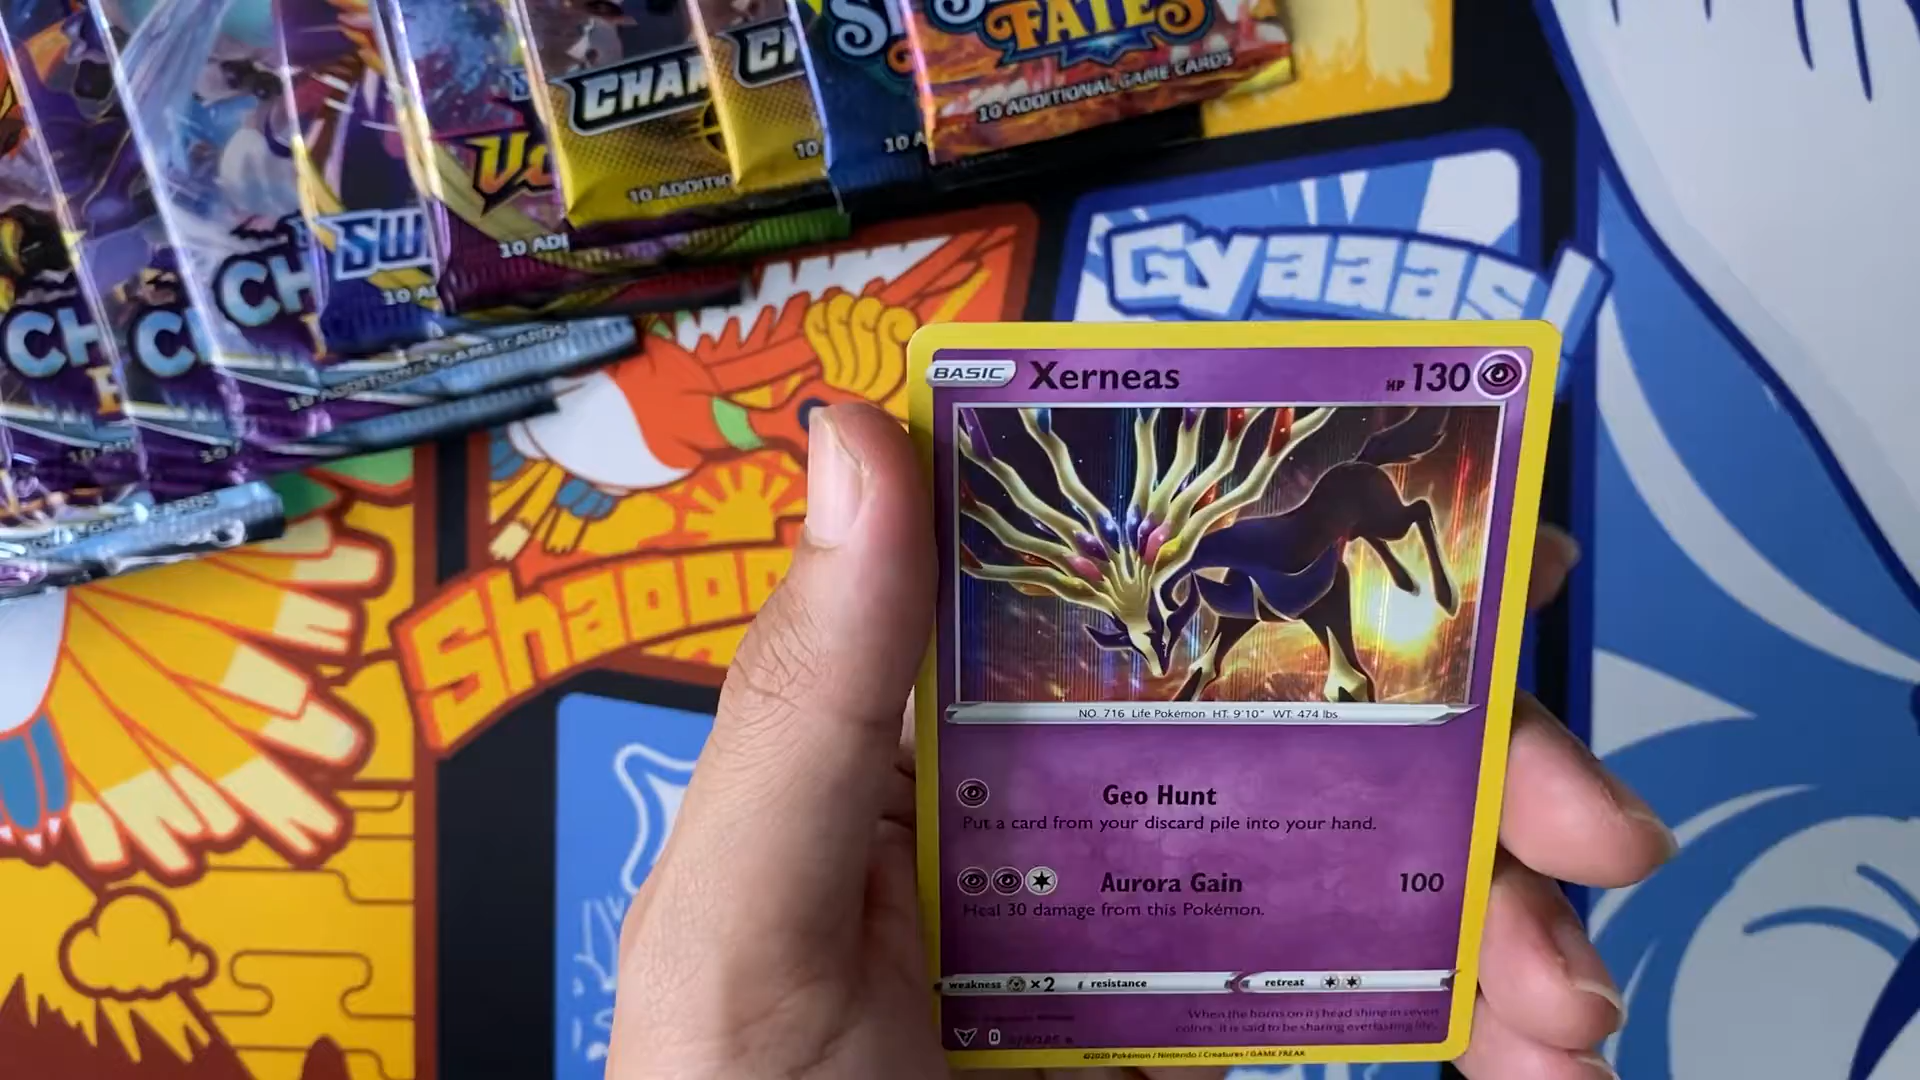 FATES
10 ADDITIONAL GAME CARDS
CHAM
CH
10
10 A
10 ADDITIO
10 ADDI
SW
10 A
CH
CH
ADDITIONAL GAME CARDS
Gyaaas!
Shaooo
BASIC Xerneas HP 130
NO. 716 Life Pokémon HT: 9'10" WT: 474 lbs
Geo Hunt
Put a card from your discard pile into your hand.
Aurora Gain 100
Heal 30 damage from this Pokémon.
weakness ×2 resistance retreat
When the horns on its head shine in seven
colors, it is said to be sharing everlasting life.
D
©2020 Pokémon / Nintendo / Creatures / GAME FREAK